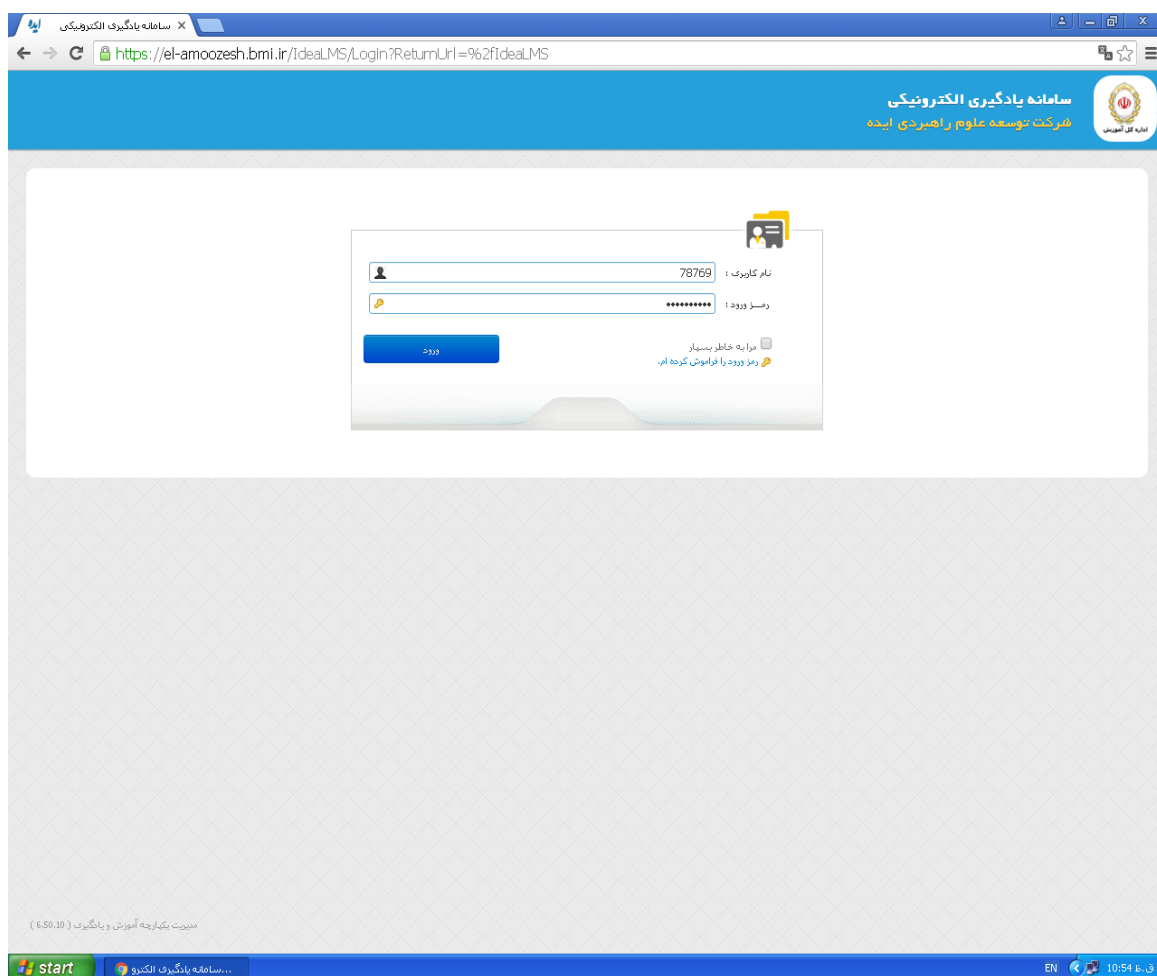 سامانه یادگیری الکترونیکی
ایده
https://el-amoozesh.bmi.ir/IdeaLMS/Login?ReturnUrl=%2fIdeaLMS
سامانه یادگیری الکترونیکی
شرکت توسعه علوم راهبردی ایده
اداره کل آموزش
نام کاربری : 78769
رمـــز ورود : ••••••••••
مرا به خاطر بسپار
ورود
رمز ورود را فراموش کرده ام.
مدیریت یکپارچه آموزش و یادگیری ( 6.50.10 )
start
سامانه یادگیری الکترو...
EN
10:54 ق.ظ